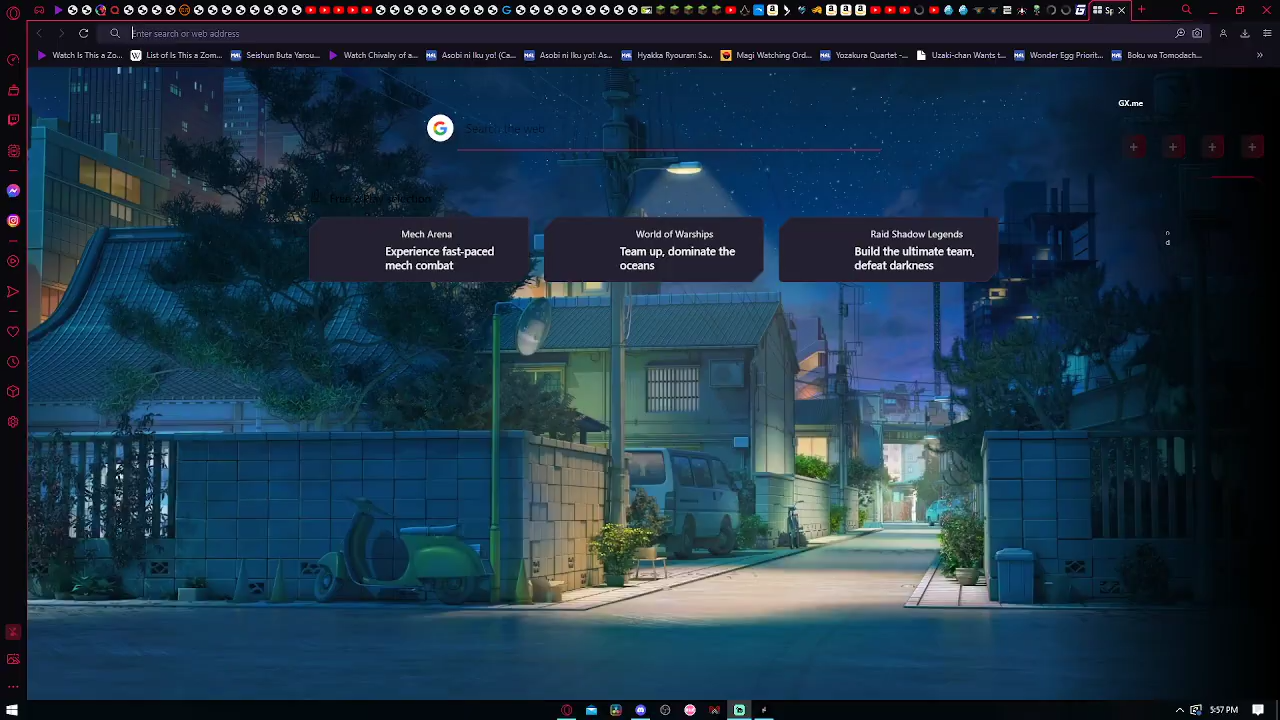 Sp
Enter search or web address
Watch Is This a Zo...
List of Is This a Zom...
Seishun Buta Yarou...
Watch Chivalry of a...
Asobi ni Iku yo! (Ca...
Asobi ni Iku yo!: As...
Hyakka Ryouran: Sa...
Magi Watching Ord...
Yozakura Quartet -...
Uzaki-chan Wants t...
Wonder Egg Priorit...
Boku wa Tomodach...
GX.me
Search the web
Mech Arena
Experience fast-paced
mech combat
World of Warships
Team up, dominate the
oceans
Raid Shadow Legends
Build the ultimate team,
defeat darkness
n
d
5:57 PM